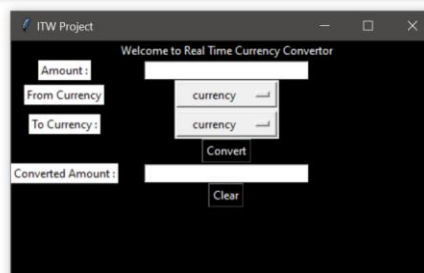 ITW Project
Welcome to Real Time Currency Convertor
Amount :
From Currency currency
To Currency : currency
Convert
Converted Amount :
Clear